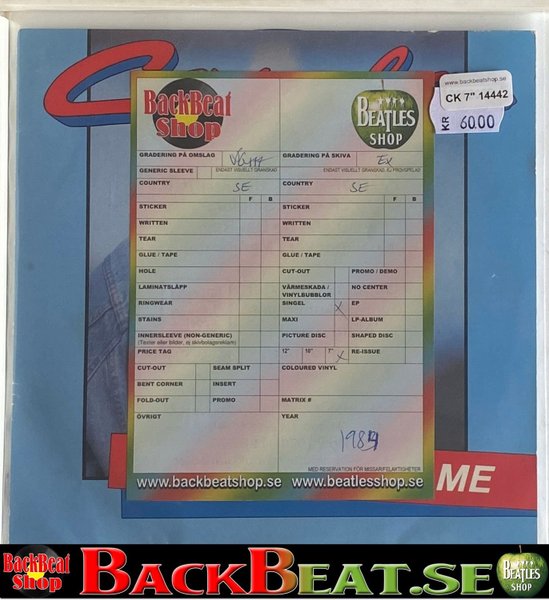 www.backbeatshop.se
CK 7" 14442
KR 60.00
BackBeat
Shop
BEATLES
SHOP
GRADERING PÅ OMSLAG VG+++ GRADERING PÅ SKIVA EX
GENERIC SLEEVE ENDAST VISUELLT GRANSKAD ENDAST VISUELLT GRANSKAD, EJ PROVSPELAD
COUNTRY SE COUNTRY SE
F B F B
STICKER STICKER
WRITTEN WRITTEN
TEAR TEAR
GLUE / TAPE GLUE / TAPE
HOLE CUT-OUT PROMO / DEMO
LAMINATSLÄPP VÄRMESKADA / VINYLBUBBLOR NO CENTER
RINGWEAR SINGEL X EP
STAINS MAXI LP-ALBUM
INNERSLEEVE (NON-GENERIC) PICTURE DISC SHAPED DISC
(Texter eller bilder, ej skivbolagsreklam)
PRICE TAG 12" 10" 7" X RE-ISSUE
CUT-OUT SEAM SPLIT COLOURED VINYL
BENT CORNER INSERT
FOLD-OUT PROMO MATRIX #
ÖVRIGT YEAR
1984
MED RESERVATION FÖR MISSARIFELAKTIGHETER
www.backbeatshop.se www.beatlesshop.se
ME
BackBeat
Shop
BACKBEAT.SE
BEATLES
SHOP